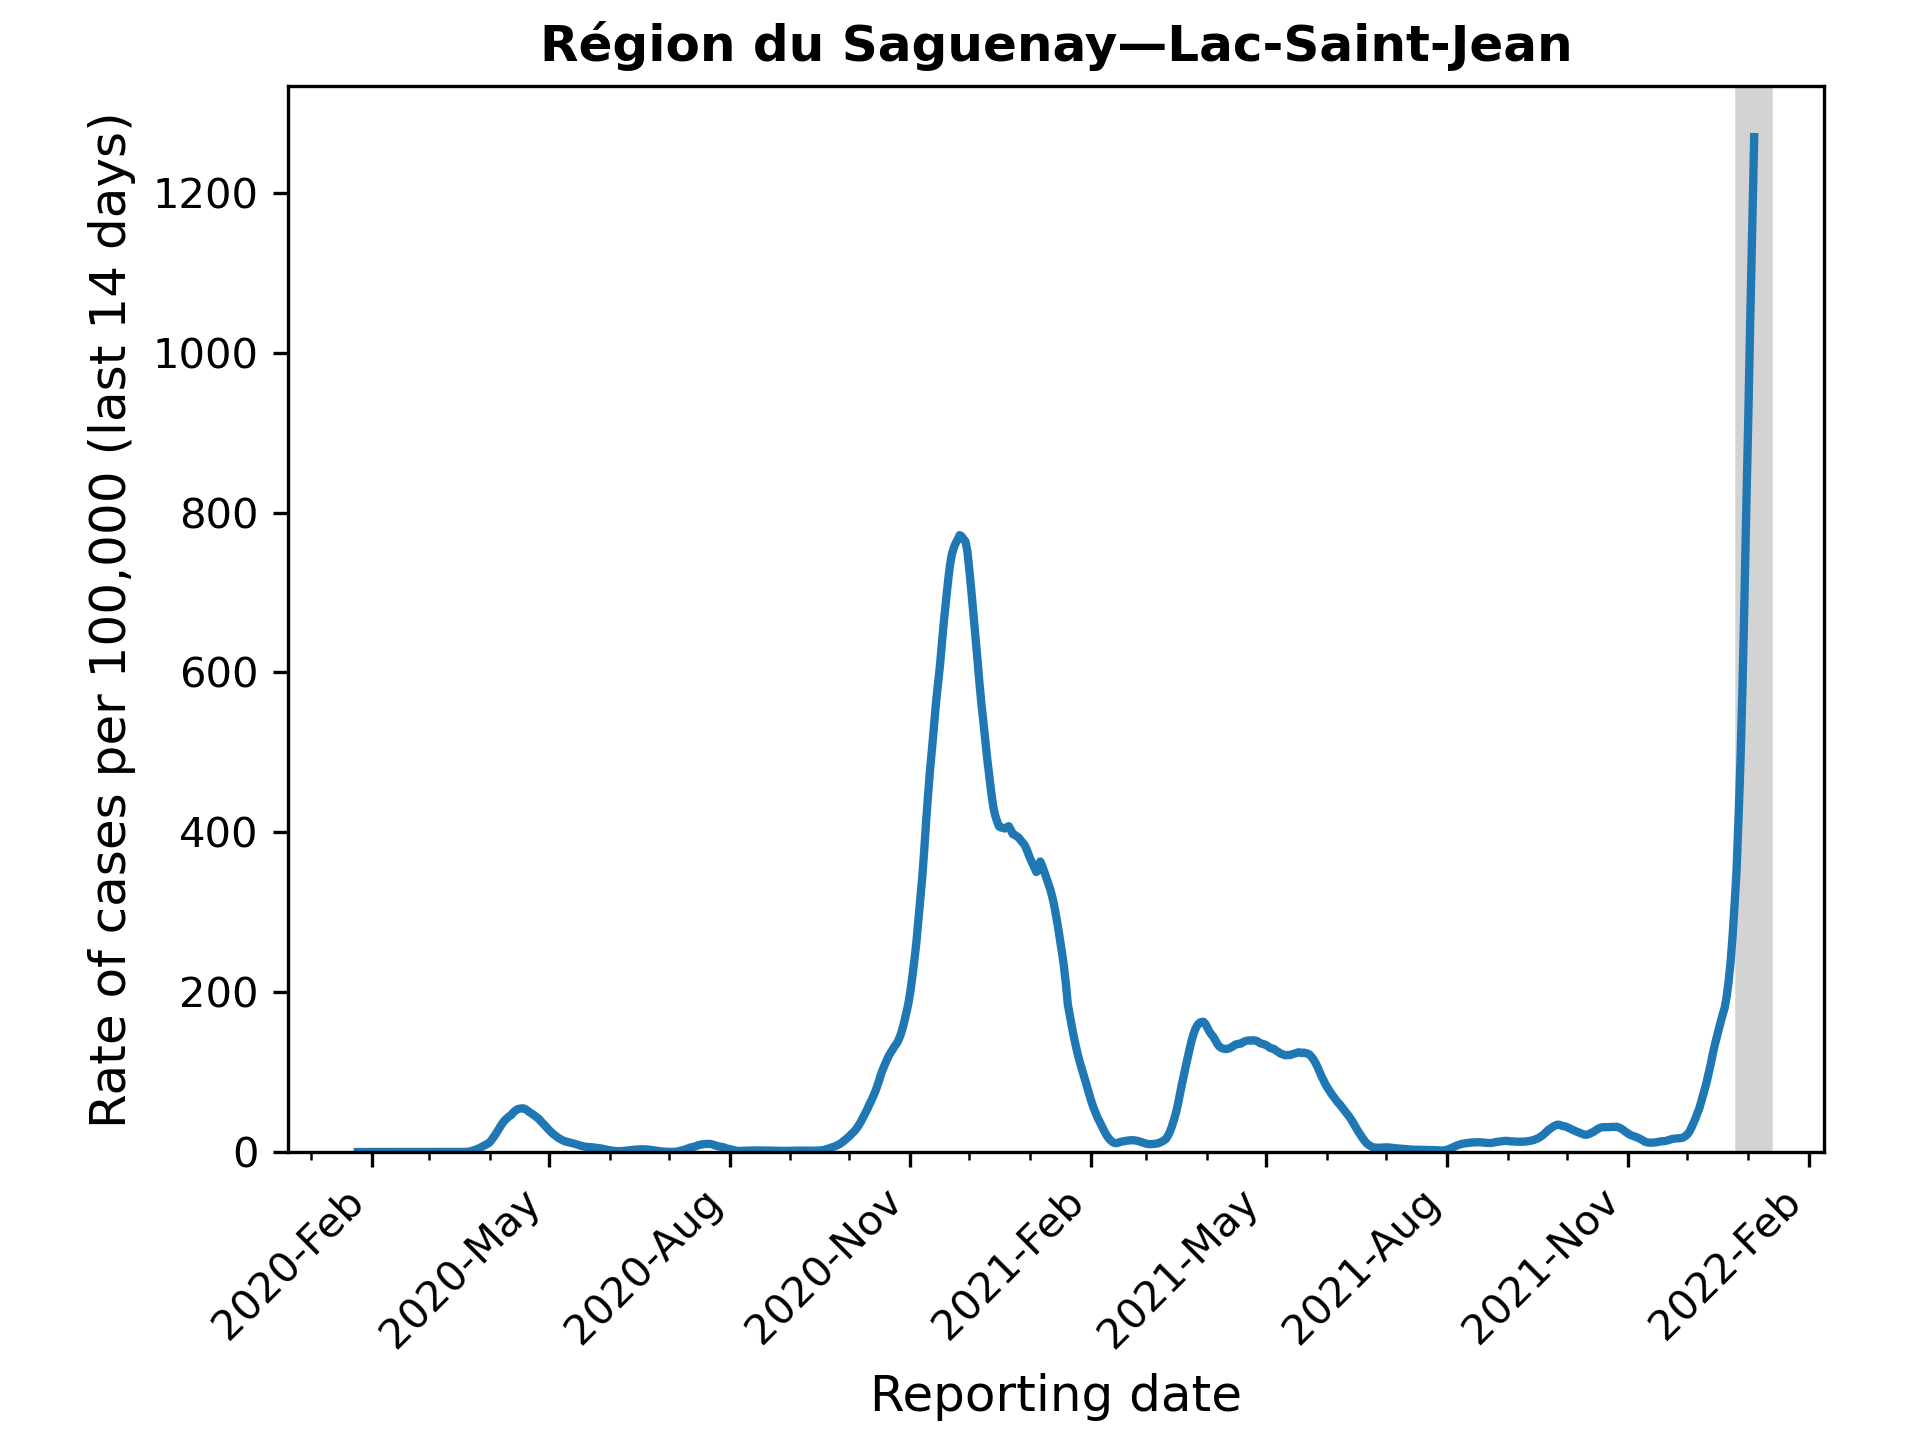 Région du Saguenay—Lac-Saint-Jean
Rate of cases per 100,000 (last 14 days)
1200
1000
800
600
400
200
0
2020-Feb
2020-May
2020-Aug
2020-Nov
2021-Feb
2021-May
2021-Aug
2021-Nov
2022-Feb
Reporting date